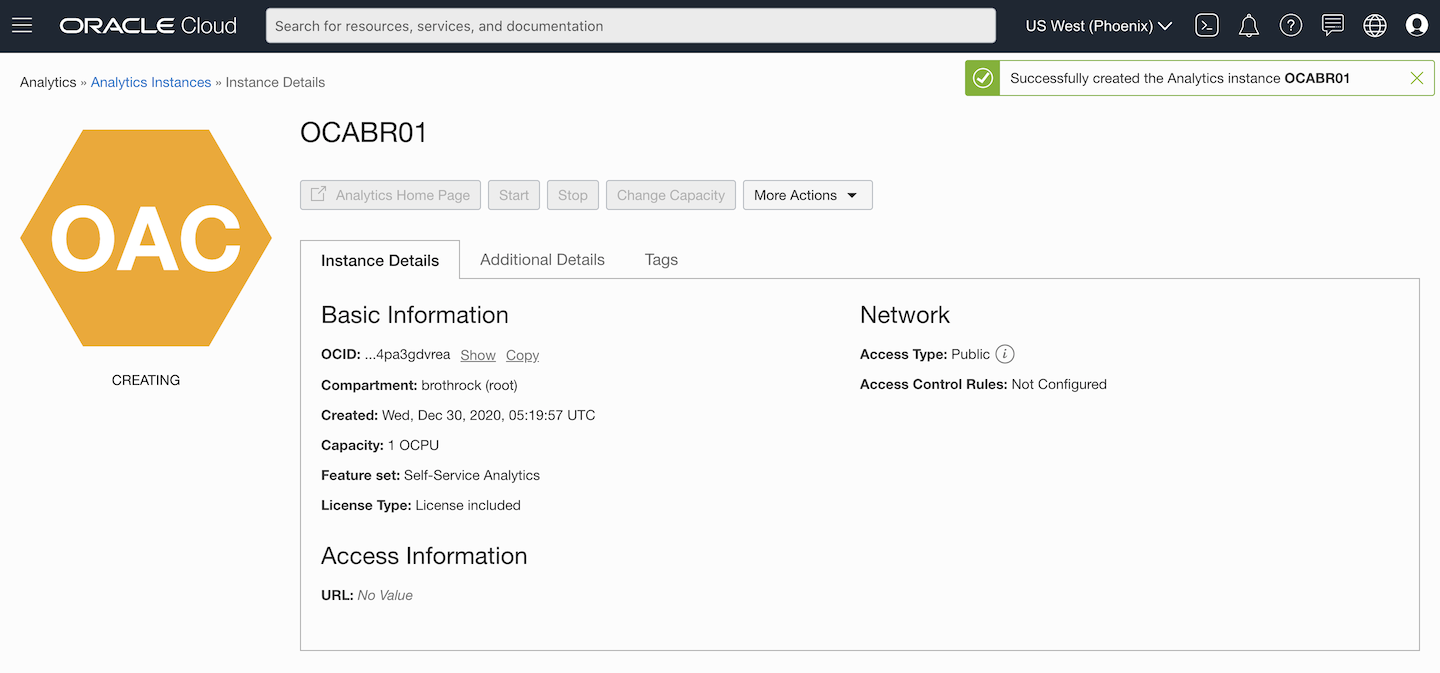 ORACLE Cloud
Search for resources, services, and documentation
US West (Phoenix)
Analytics » Analytics Instances » Instance Details
Successfully created the Analytics instance OCABR01
OAC
CREATING
OCABR01
Analytics Home Page
Start
Stop
Change Capacity
More Actions
Instance Details
Additional Details
Tags
Basic Information
OCID: ...4pa3gdvrea Show Copy
Compartment: brothrock (root)
Created: Wed, Dec 30, 2020, 05:19:57 UTC
Capacity: 1 OCPU
Feature set: Self-Service Analytics
License Type: License included
Access Information
URL: No Value
Network
Access Type: Public
Access Control Rules: Not Configured